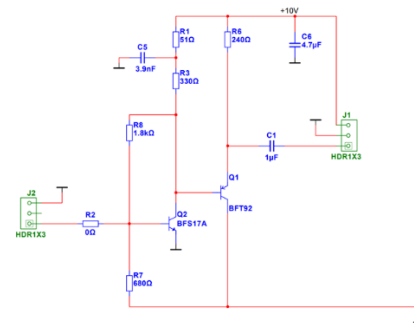 +10V
R1
51Ω
R6
240Ω
C5
3.9nF
C6
4.7µF
R3
330Ω
J1
R8
1.8kΩ
C1
1µF
HDR1X3
Q1
BFT92
J2
R2
0Ω
Q2
BFS17A
HDR1X3
R7
680Ω